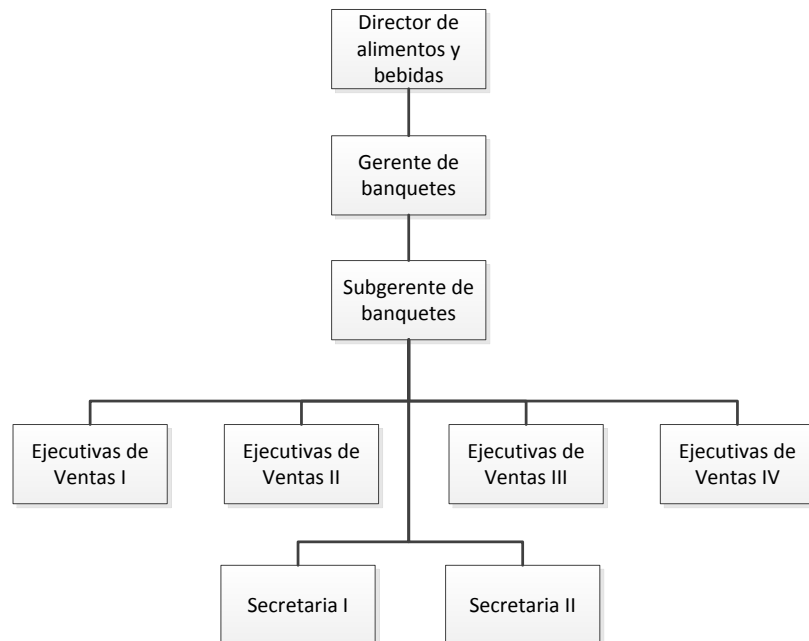 Director de
alimentos y
bebidas
Gerente de
banquetes
Subgerente de
banquetes
Ejecutivas de
Ventas I
Ejecutivas de
Ventas II
Ejecutivas de
Ventas III
Ejecutivas de
Ventas IV
Secretaria I
Secretaria II